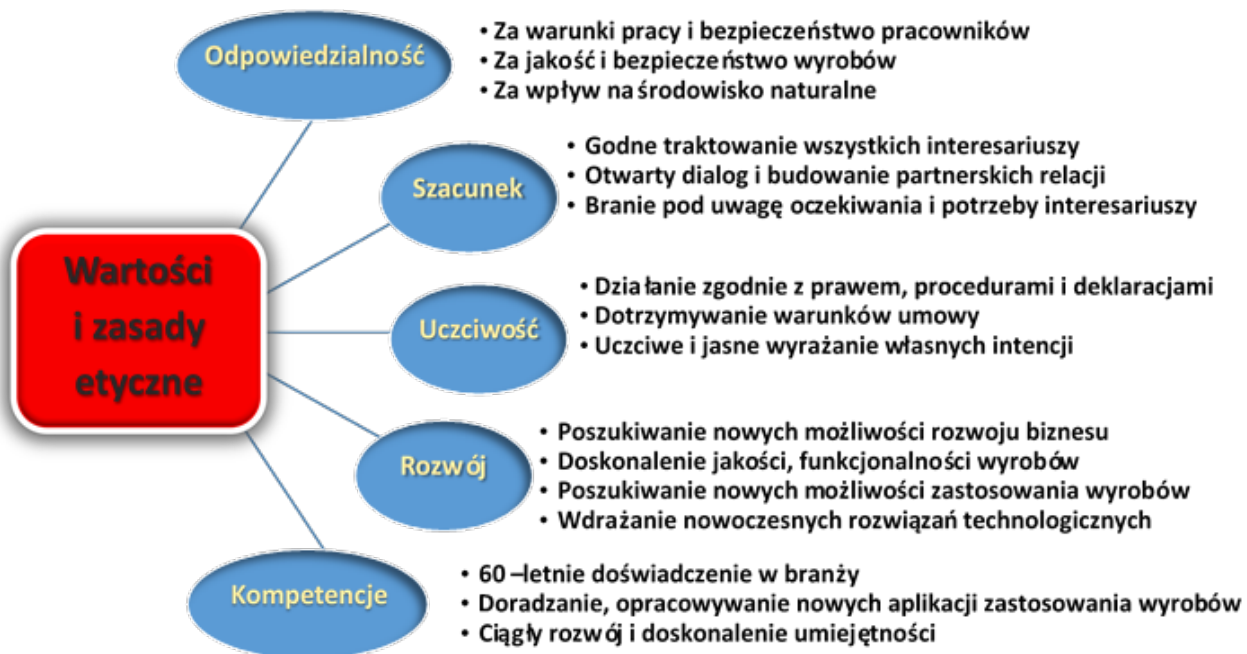 Odpowiedzialność
• Za warunki pracy i bezpieczeństwo pracowników
• Za jakość i bezpieczeństwo wyrobów
• Za wpływ na środowisko naturalne
Szacunek
• Godne traktowanie wszystkich interesariuszy
• Otwarty dialog i budowanie partnerskich relacji
• Branie pod uwagę oczekiwania i potrzeby interesariuszy
Wartości
i zasady
etyczne
Uczciwość
• Działanie zgodnie z prawem, procedurami i deklaracjami
• Dotrzymywanie warunków umowy
• Uczciwe i jasne wyrażanie własnych intencji
Rozwój
• Poszukiwanie nowych możliwości rozwoju biznesu
• Doskonalenie jakości, funkcjonalności wyrobów
• Poszukiwanie nowych możliwości zastosowania wyrobów
• Wdrażanie nowoczesnych rozwiązań technologicznych
Kompetencje
• 60 –letnie doświadczenie w branży
• Doradzanie, opracowywanie nowych aplikacji zastosowania wyrobów
• Ciągły rozwój i doskonalenie umiejętności